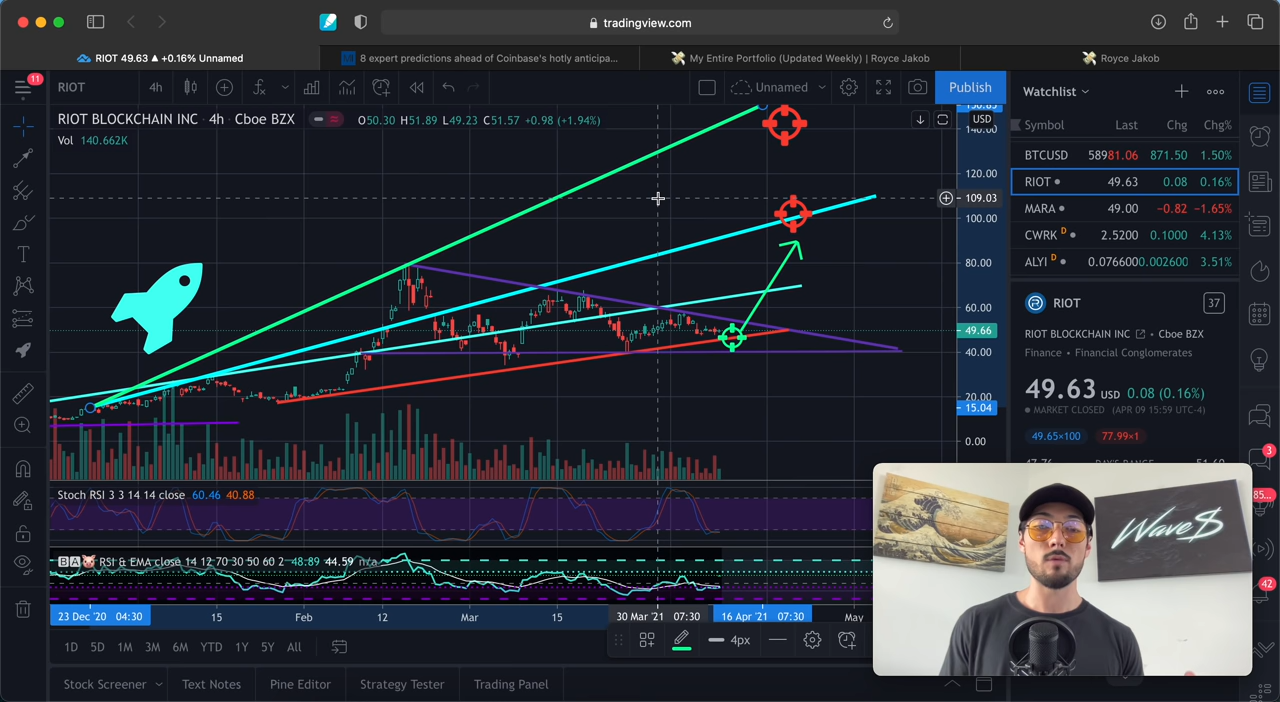 tradingview.com
RIOT 49.63 ▲ +0.16% Unnamed
8 expert predictions ahead of Coinbase's hotly anticipa...
My Entire Portfolio (Updated Weekly) | Royce Jakob
Royce Jakob
11
RIOT
4h
Unnamed
Publish
Watchlist
RIOT BLOCKCHAIN INC • 4h • Cboe BZX
O50.30 H51.89 L49.23 C51.57 +0.98 (+1.94%)
USD
Vol 140.662K
140.00
120.00
109.03
100.00
80.00
60.00
49.66
40.00
20.00
15.04
0.00
Symbol Last Chg Chg%
BTCUSD 58981.06 871.50 1.50%
RIOT 49.63 0.08 0.16%
MARA 49.00 −0.82 −1.65%
CWRK D 2.5200 0.1000 4.13%
ALYI D 0.0766000.002600 3.51%
RIOT
37
RIOT BLOCKCHAIN INC • Cboe BZX
Finance • Financial Conglomerates
49.63 USD 0.08 (0.16%)
MARKET CLOSED (APR 09 15:59 UTC-4)
49.65×100 77.99×1
3
85...
42
Stoch RSI 3 3 14 14 close 60.46 40.88
BA RSI & EMA close 14 12 70 30 50 60 2 48.89 44.59 n/a
23 Dec '20 04:30
15
Feb
12
Mar
15
30 Mar '21 07:30
16 Apr '21 07:30
May
4px
1D 5D 1M 3M 6M YTD 1Y 5Y All
Stock Screener
Text Notes
Pine Editor
Strategy Tester
Trading Panel
Wave$